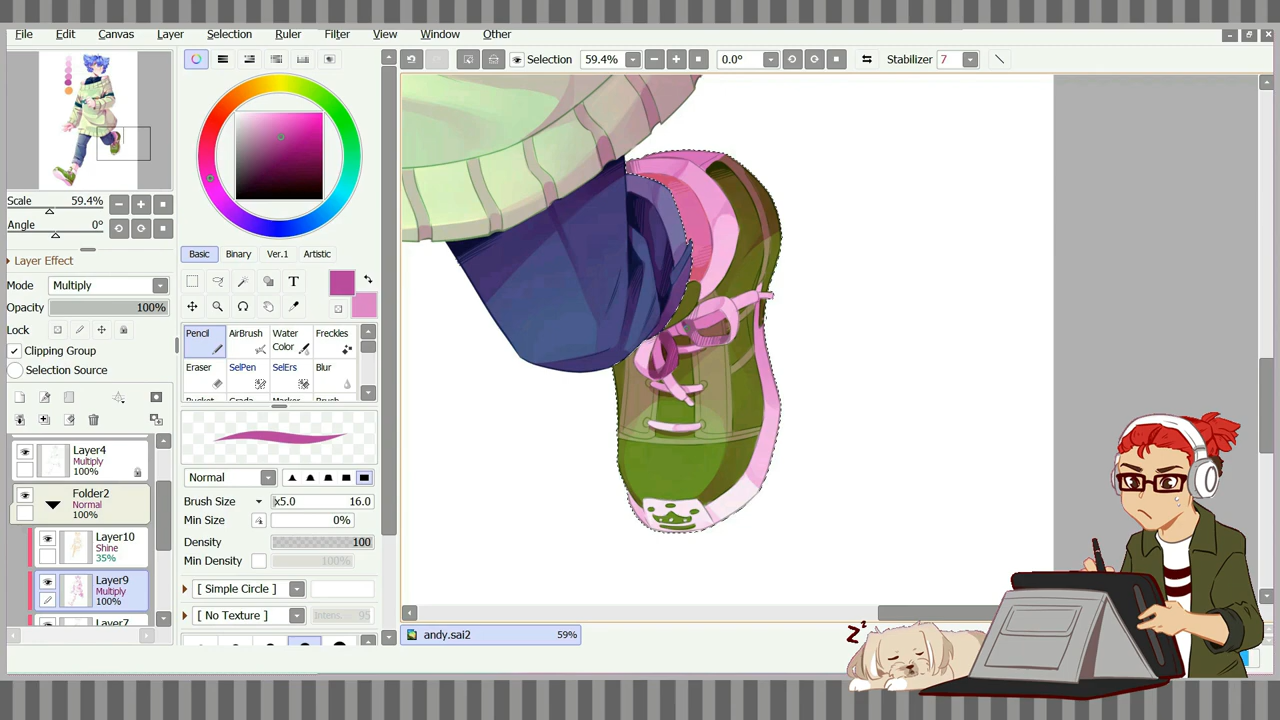 File Edit Canvas Layer Selection Ruler Filter View Window Other
Selection 59.4% 0.0° Stabilizer 7
Scale 59.4%
Angle 0°
Layer Effect
Mode Multiply
Opacity 100%
Lock
Clipping Group
Selection Source
Layer4
Multiply
100%
Folder2
Normal
100%
Layer10
Shine
35%
Layer9
Multiply
100%
Layer7
Basic Binary Ver.1 Artistic
T
Pencil AirBrush Water Color Freckles
Eraser SelPen SelErs Blur
Bucket Grada Marker Brush
Normal
Brush Size x5.0 16.0
Min Size 0%
Density 100
Min Density 100%
[ Simple Circle ]
[ No Texture ] Intens. 95
andy.sai2 59%
Z Z